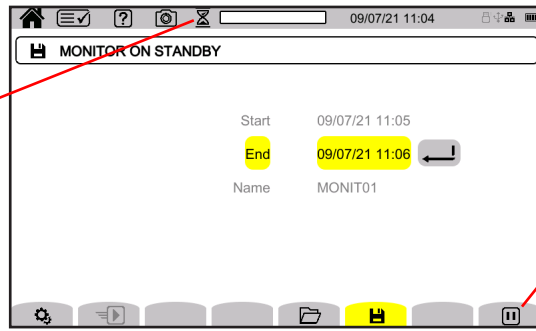 09/07/21 11:04
MONITOR ON STANDBY
Start 09/07/21 11:05
End 09/07/21 11:06
Name MONIT01